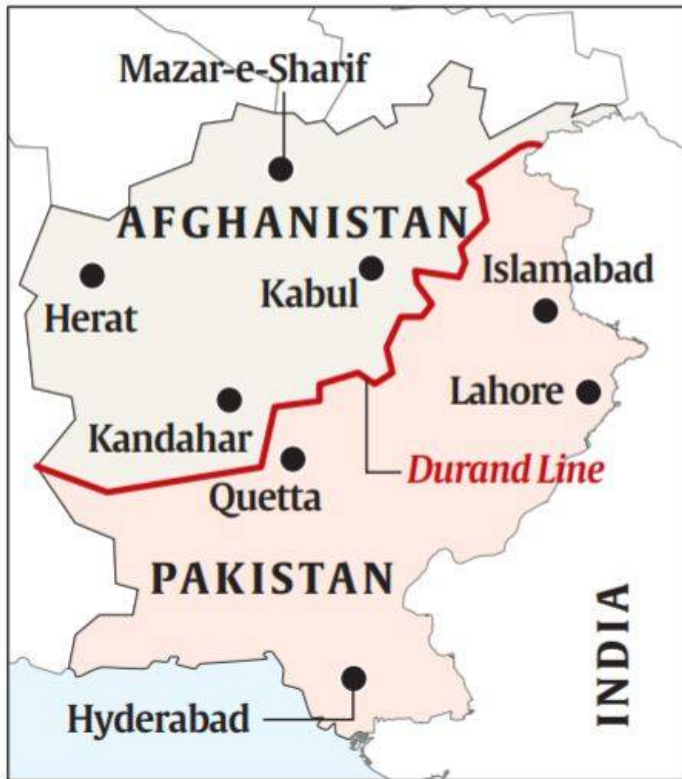 Mazar-e-Sharif
AFGHANISTAN
Islamabad
Kabul
Herat
Lahore
Kandahar
Durand Line
Quetta
PAKISTAN
INDIA
Hyderabad